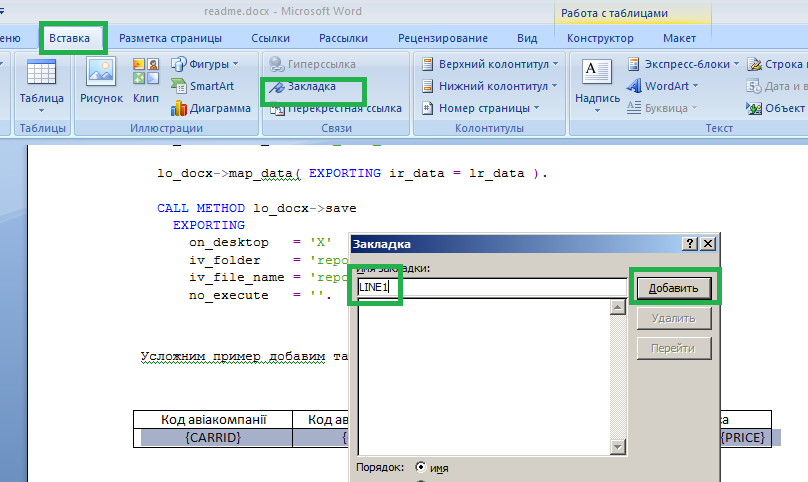 readme.docx - Microsoft Word
Работа с таблицами
Вставка Разметка страницы Ссылки Рассылки Рецензирование Вид Конструктор Макет
Таблица
Таблицы
Рисунок
Клип
Фигуры
SmartArt
Диаграмма
Иллюстрации
Гиперссылка
Закладка
Перекрестная ссылка
Связи
Верхний колонтитул
Нижний колонтитул
Номер страницы
Колонтитулы
Надпись
Экспресс-блоки
WordArt
Буквица
Строка
Дата и в
Объект
Текст
lo_docx->map_data( EXPORTING ir_data = lr_data ).
CALL METHOD lo_docx->save
EXPORTING
on_desktop = 'X'
iv_folder = 'repo
iv_file_name = 'repo
no_execute = ''.
Усложним пример добавим та
Код авіакомпанії Код ав
{CARRID} {PRICE}
Закладка
Имя закладки:
LINE1
Добавить
Удалить
Перейти
Порядок: имя